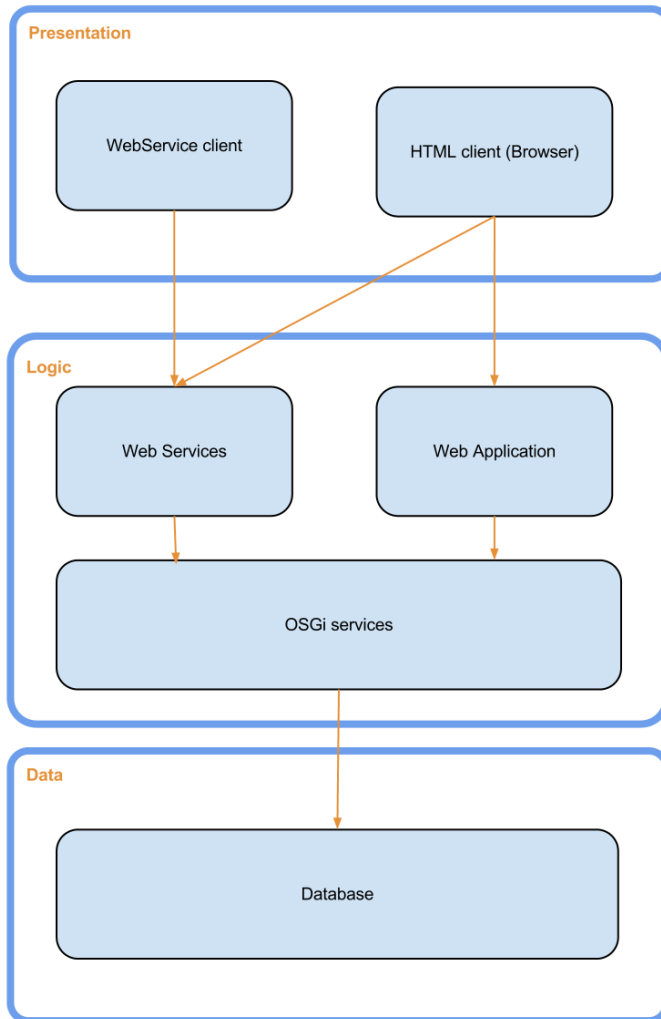 Presentation
WebService client
HTML client (Browser)
Logic
Web Services
Web Application
OSGi services
Data
Database